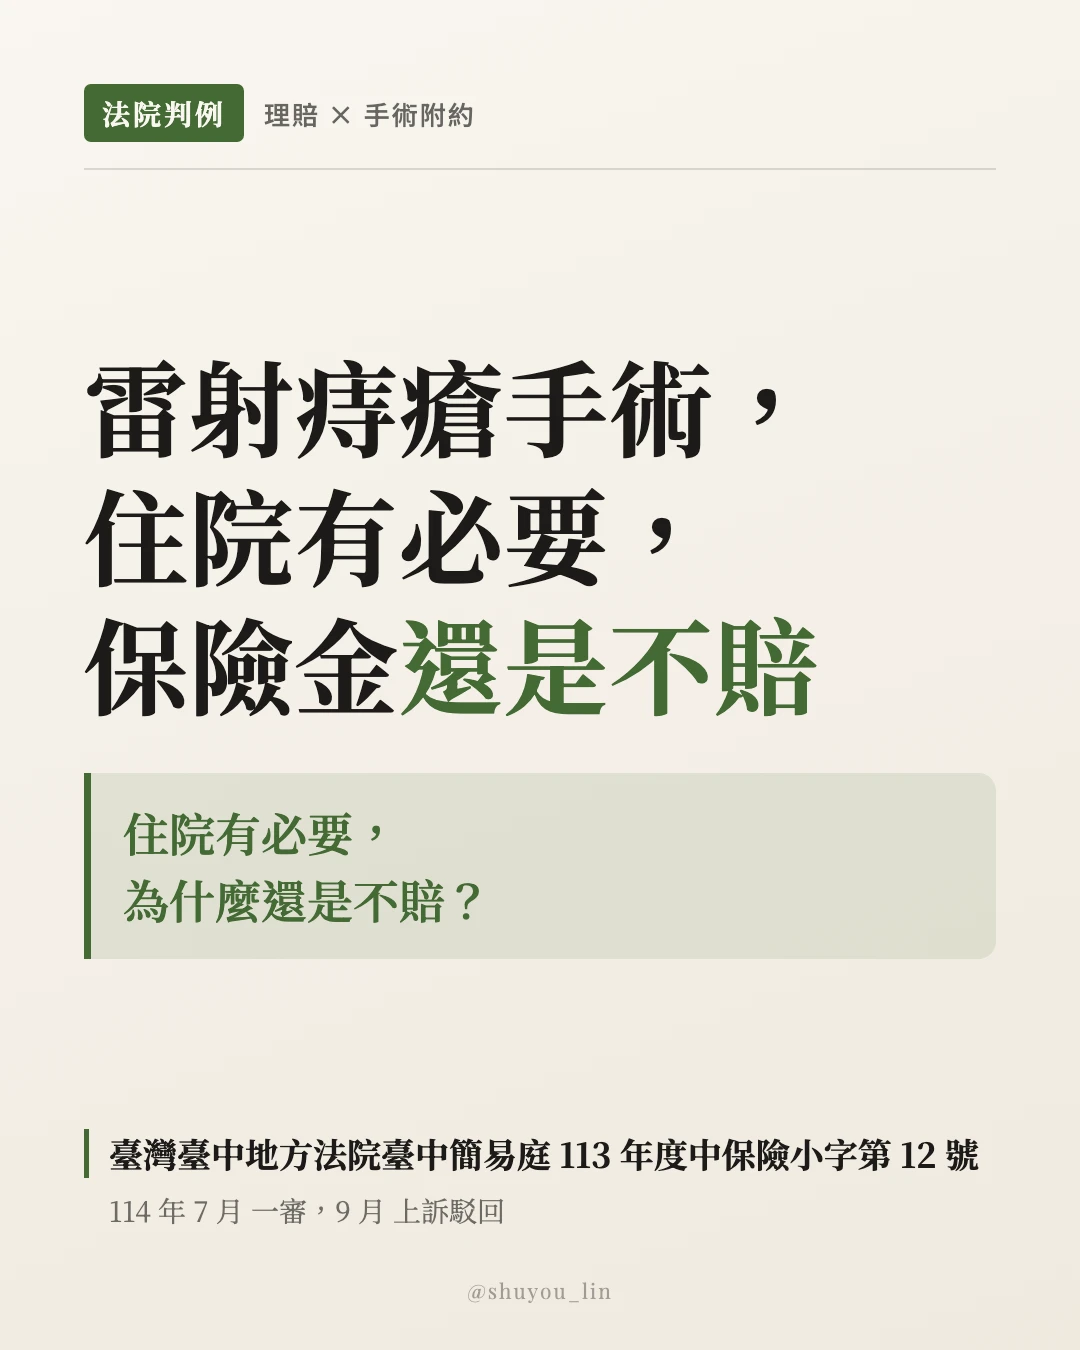 法院判例 理賠 × 手術附約
雷射痔瘡手術，
住院有必要，
保險金還是不賠
住院有必要，
為什麼還是不賠？
臺灣臺中地方法院臺中簡易庭 113 年度中保險小字第 12 號
114 年 7 月 一審，9 月 上訴駁回
@shuyou_lin